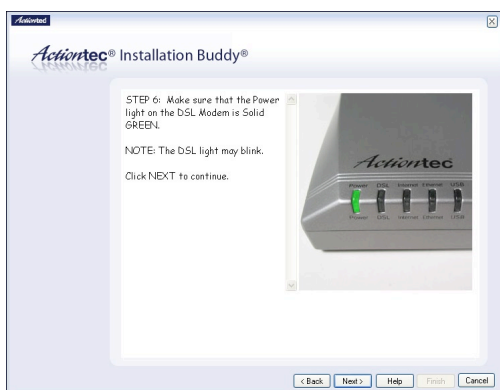 Actiontec
Actiontec® Installation Buddy®
STEP 6: Make sure that the Power
light on the DSL Modem is Solid
GREEN.
NOTE: The DSL light may blink.
Click NEXT to continue.
Actiontec
Power DSL Internet Ethernet USB
Power DSL Internet Ethernet USB
< Back Next > Help Finish Cancel